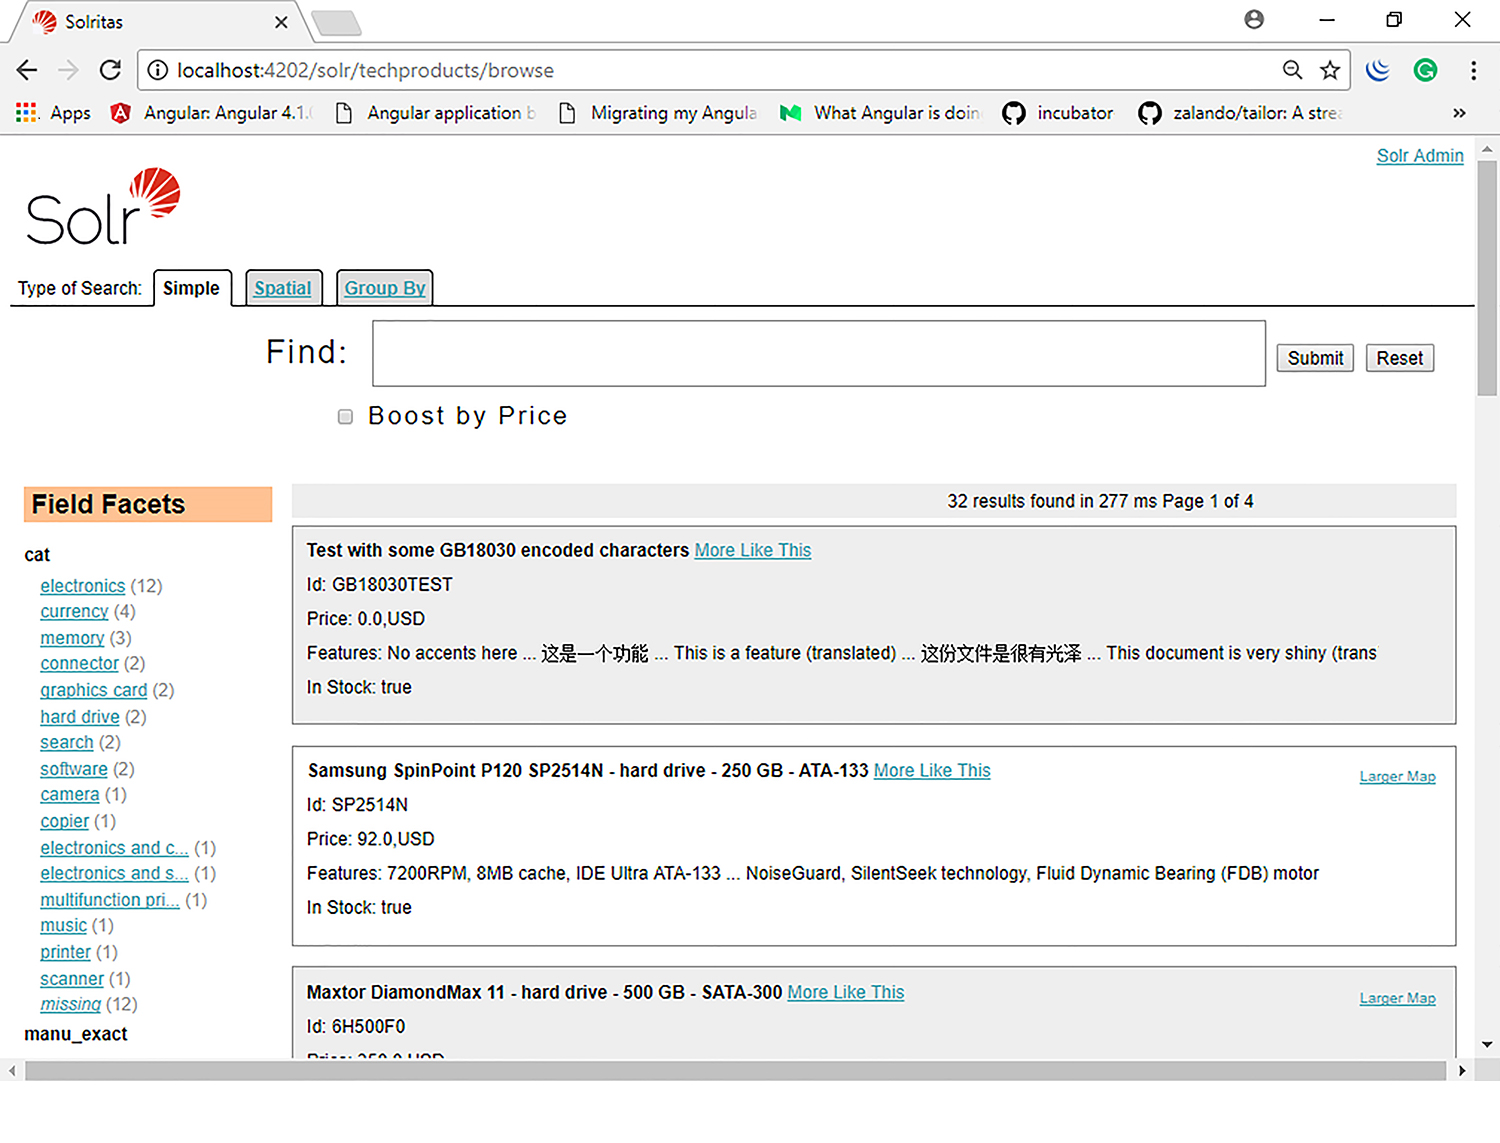 Solritas
localhost:4202/solr/techproducts/browse
Apps Angular: Angular 4.1. Angular application Migrating my Angula What Angular is doin incubator zalando/tailor: A strea »
Solr Admin
Solr
Type of Search: Simple Spatial Group By
Find: Submit Reset
Boost by Price
Field Facets
cat
electronics (12)
currency (4)
memory (3)
connector (2)
graphics card (2)
hard drive (2)
search (2)
software (2)
camera (1)
copier (1)
electronics and c... (1)
electronics and s... (1)
multifunction pri... (1)
music (1)
printer (1)
scanner (1)
missing (12)
manu_exact
32 results found in 277 ms Page 1 of 4
Test with some GB18030 encoded characters More Like This
Id: GB18030TEST
Price: 0.0,USD
Features: No accents here ... 这是一个功能 ... This is a feature (translated) ... 这份文件是很有光泽 ... This document is very shiny (trans
In Stock: true
Samsung SpinPoint P120 SP2514N - hard drive - 250 GB - ATA-133 More Like This
Larger Map
Id: SP2514N
Price: 92.0,USD
Features: 7200RPM, 8MB cache, IDE Ultra ATA-133 ... NoiseGuard, SilentSeek technology, Fluid Dynamic Bearing (FDB) motor
In Stock: true
Maxtor DiamondMax 11 - hard drive - 500 GB - SATA-300 More Like This
Larger Map
Id: 6H500F0
Price: 350.0,USD